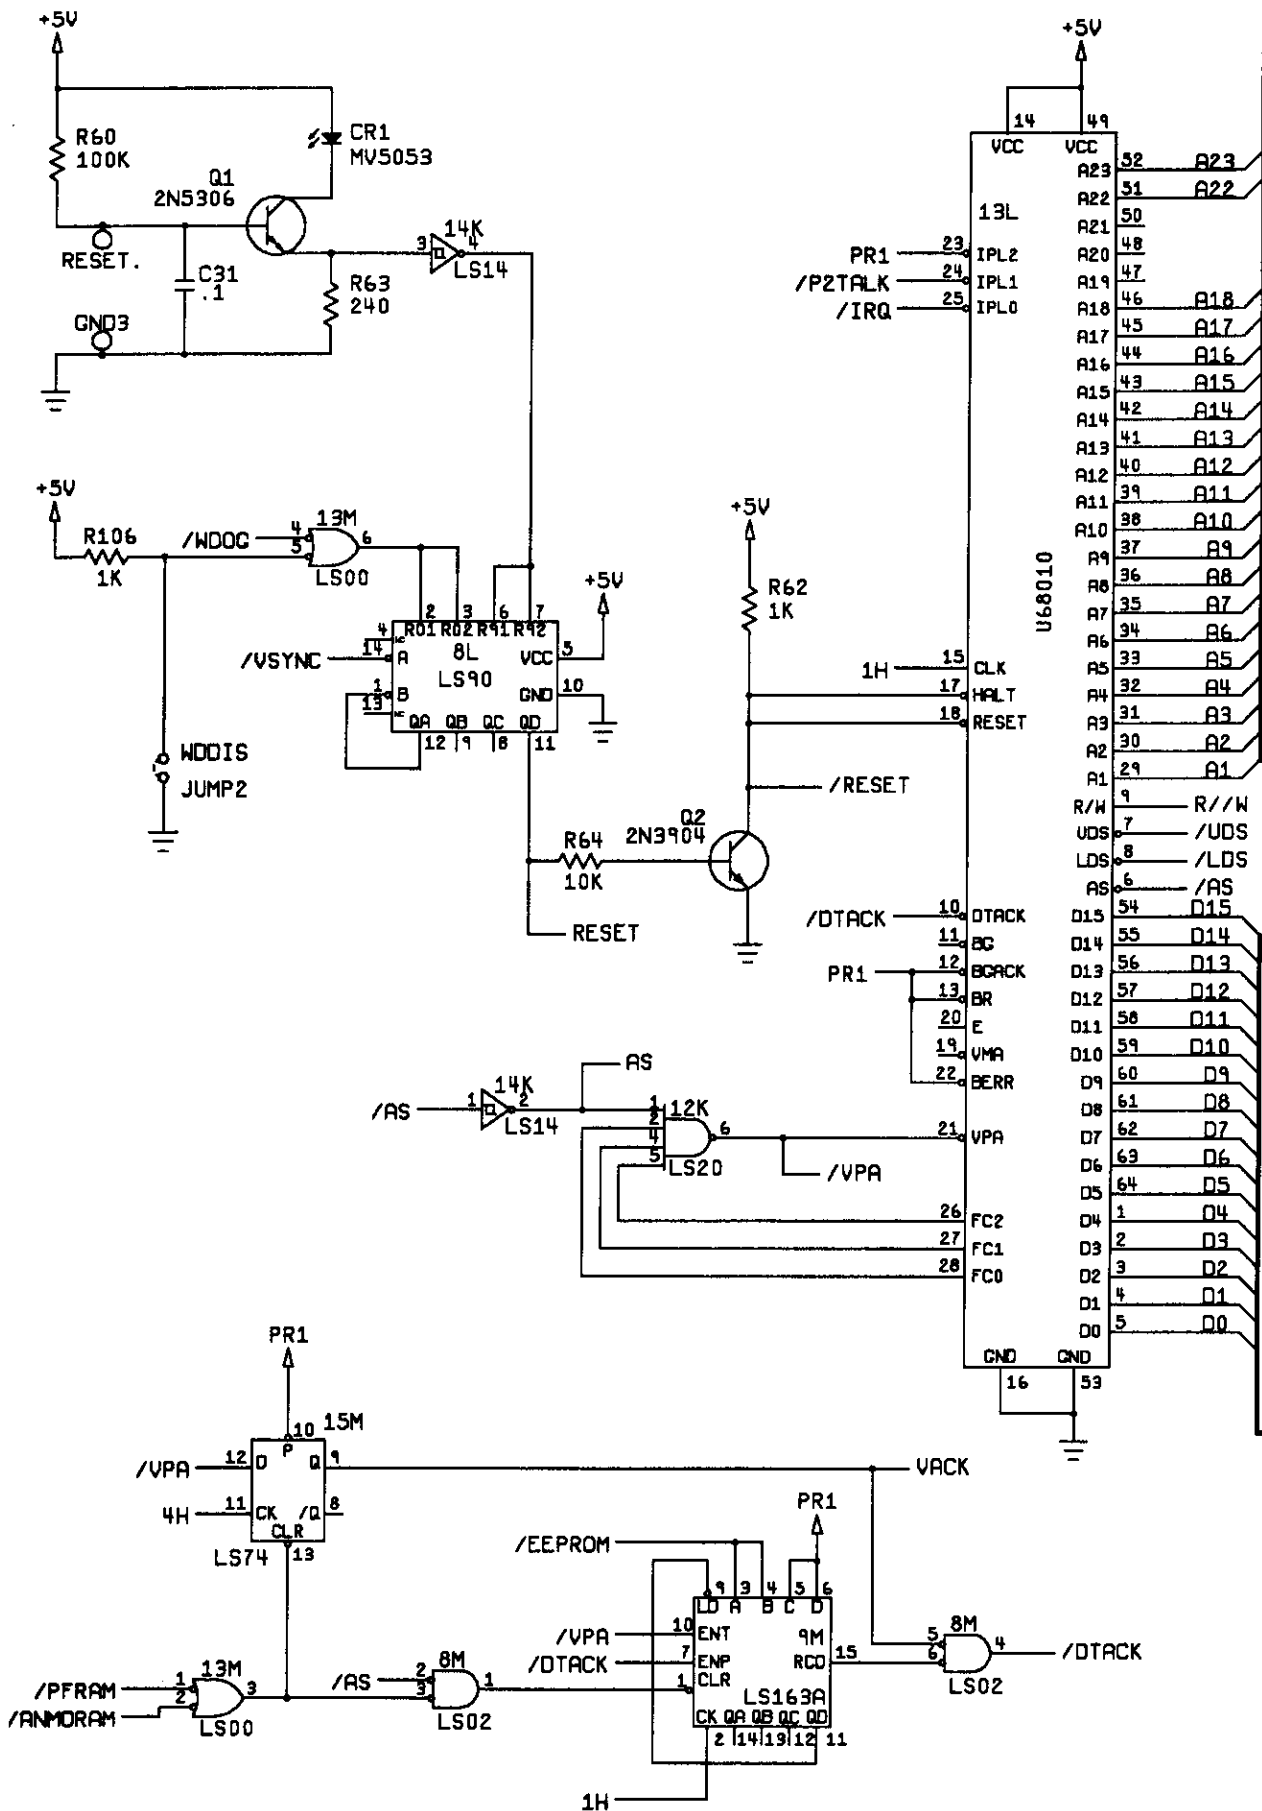 +5V
R60
100K
CR1
MV5053
Q1
2N5306
RESET.
C31
.1
GND3
R63
240
14K
3
4
LS14
+5V
R106
1K
/WDOG
4
5
13M
6
LS00
WDDIS
JUMP2
/VSYNC
4
NC
14
A
1
B
13
NC
2 3 6 7
R01 R02 R91 R92
8L
LS90
VCC
5
GND
10
+5V
QA QB QC QD
12 9 8 11
R64
10K
RESET
Q2
2N3904
+5V
R62
1K
/RESET
+5V
14
49
VCC
VCC
13L
U68010
PR1 23 IPL2
/P2TALK 24 IPL1
/IRQ 25 IPL0
1H 15 CLK
17 HALT
18 RESET
/DTACK 10 DTACK
11 BG
PR1 12 BGACK
13 BR
20 E
19 VMA
22 BERR
21 VPA
26 FC2
27 FC1
28 FC0
A23 52 A23
A22 51 A22
A21 50
A20 48
A19 47
A18 46 A18
A17 45 A17
A16 44 A16
A15 43 A15
A14 42 A14
A13 41 A13
A12 40 A12
A11 39 A11
A10 38 A10
A9 37 A9
A8 36 A8
A7 35 A7
A6 34 A6
A5 33 A5
A4 32 A4
A3 31 A3
A2 30 A2
A1 29 A1
R/W 9 R//W
UDS 7 /UDS
LDS 8 /LDS
AS 6 /AS
D15 54 D15
D14 55 D14
D13 56 D13
D12 57 D12
D11 58 D11
D10 59 D10
D9 60 D9
D8 61 D8
D7 62 D7
D6 63 D6
D5 64 D5
D4 1 D4
D3 2 D3
D2 3 D2
D1 4 D1
D0 5 D0
GND GND
16 53
AS
/AS
1
14K
2
LS14
1
2
4
5
12K
6
LS20
/VPA
PR1
10
15M
P
/VPA 12 D
Q 9
4H 11 CK
/Q 8
CLR
LS74
13
VACK
/PFRAM 1
/ANMORAM 2
13M
3
LS00
/AS 2
3
8M
1
LS02
/EEPROM
PR1
9 3 4 5 6
LD A B C D
/VPA 10 ENT
9M
/DTACK 7 ENP
RCO 15
1 CLR
LS163A
CK QA QB QC QD
2 14 13 12 11
1H
5
6
8M
4
LS02
/DTACK